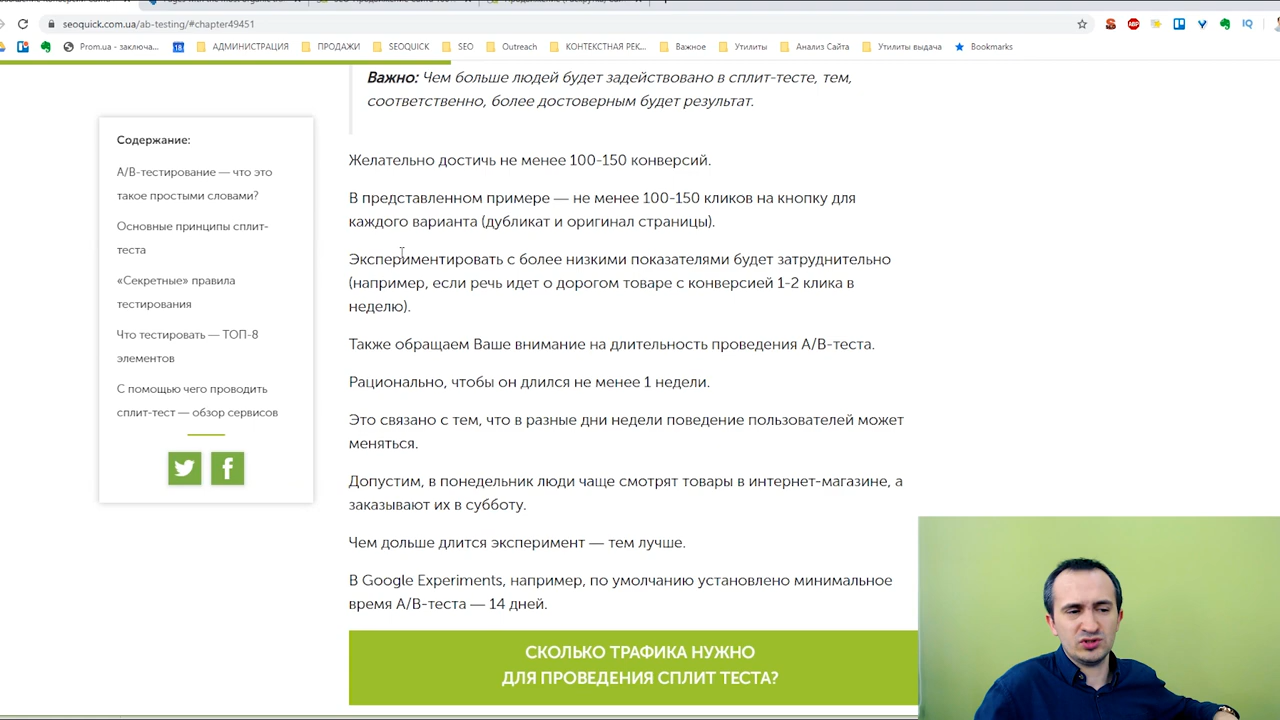 seoquick.com.ua/ab-testing/#chapter49451
Prom.ua - заключа...
18
АДМИНИСТРАЦИЯ
ПРОДАЖИ
SEOQUICK
SEO
Outreach
КОНТЕКСТНАЯ РЕК...
Важное
Утилиты
Анализ Сайта
Утилиты выдача
Bookmarks
Важно: Чем больше людей будет задействовано в сплит-тесте, тем,
соответственно, более достоверным будет результат.
Содержание:
А/В-тестирование — что это
такое простыми словами?
Основные принципы сплит-
теста
«Секретные» правила
тестирования
Что тестировать — ТОП-8
элементов
С помощью чего проводить
сплит-тест — обзор сервисов
Желательно достичь не менее 100-150 конверсий.
В представленном примере — не менее 100-150 кликов на кнопку для
каждого варианта (дубликат и оригинал страницы).
Экспериментировать с более низкими показателями будет затруднительно
(например, если речь идет о дорогом товаре с конверсией 1-2 клика в
неделю).
Также обращаем Ваше внимание на длительность проведения А/В-теста.
Рационально, чтобы он длился не менее 1 недели.
Это связано с тем, что в разные дни недели поведение пользователей может
меняться.
Допустим, в понедельник люди чаще смотрят товары в интернет-магазине, а
заказывают их в субботу.
Чем дольше длится эксперимент — тем лучше.
В Google Experiments, например, по умолчанию установлено минимальное
время А/В-теста — 14 дней.
СКОЛЬКО ТРАФИКА НУЖНО
ДЛЯ ПРОВЕДЕНИЯ СПЛИТ ТЕСТА?